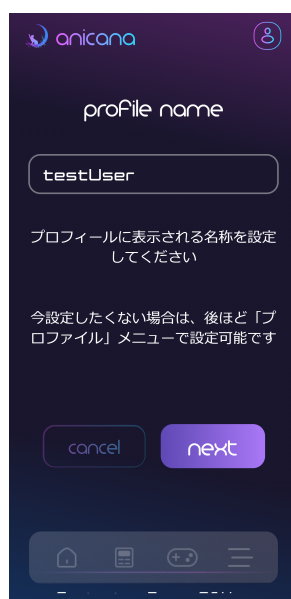 anicana
profile name
testUser
プロフィールに表示される名称を設定
してください
今設定したくない場合は、後ほど「プ
ロファイル」メニューで設定可能です
cancel
next